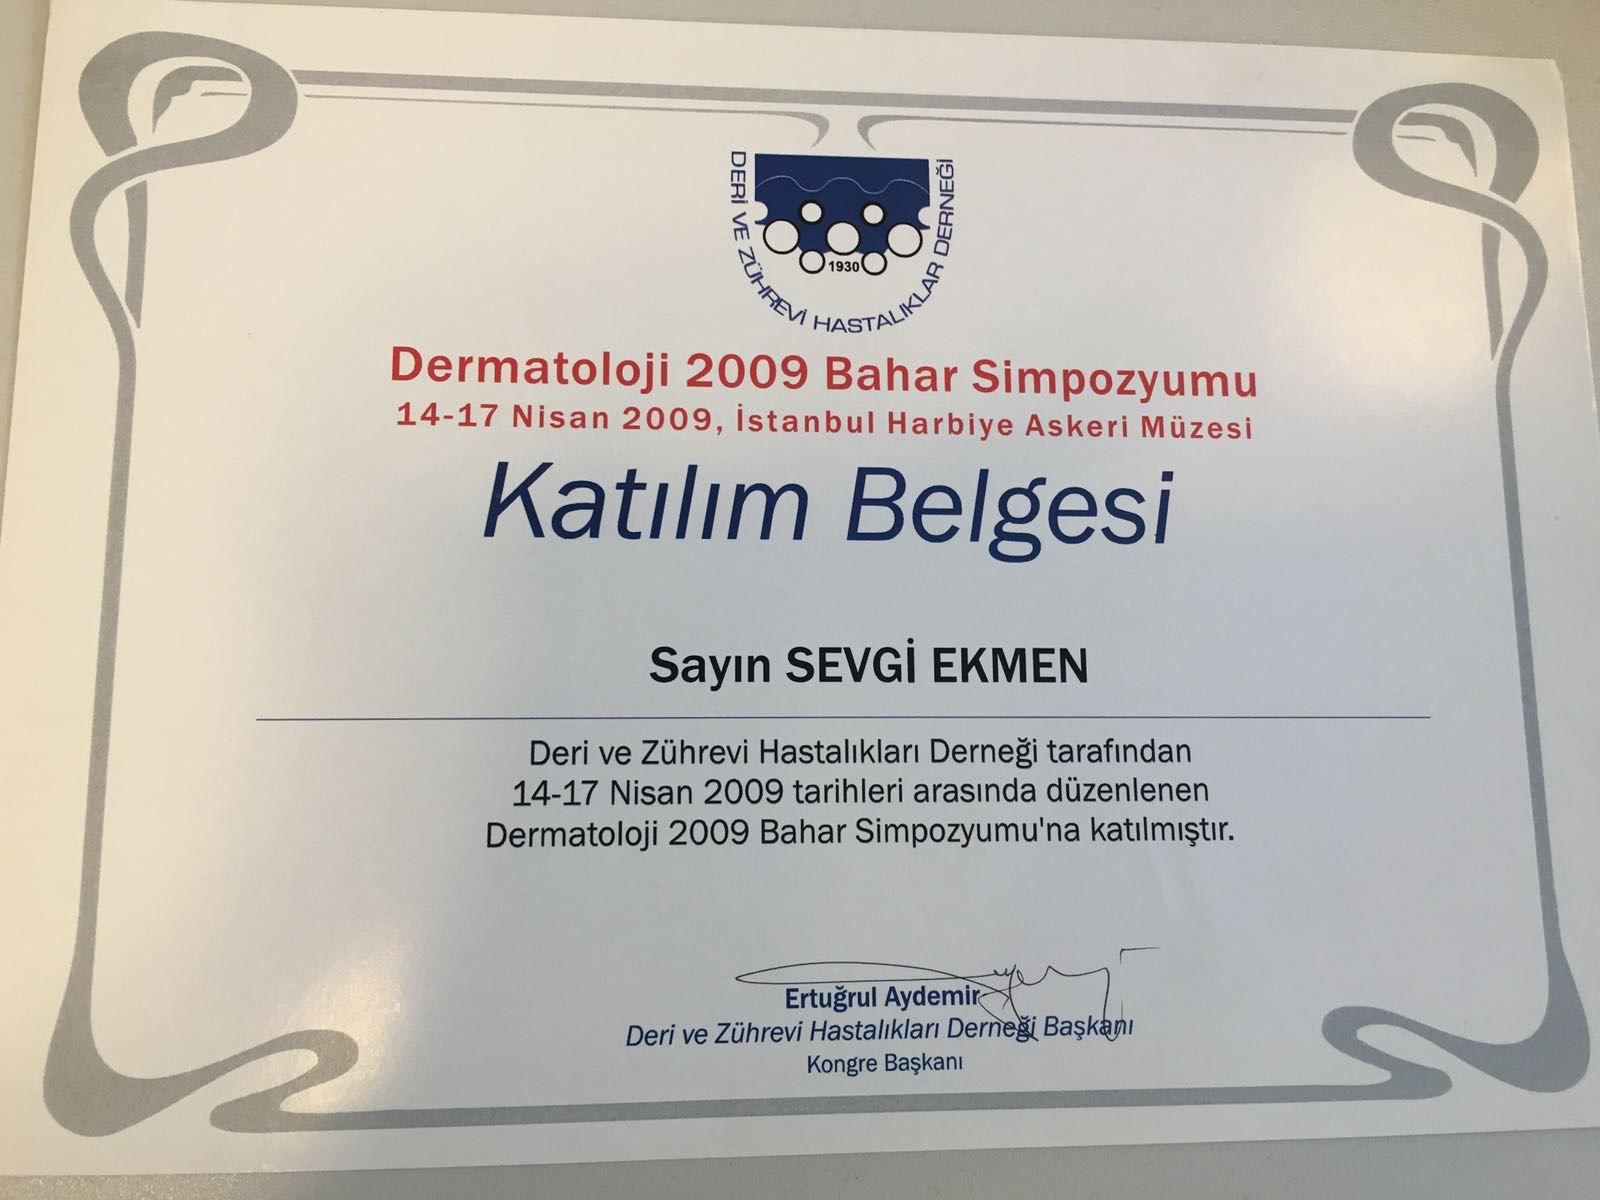 DERİ VE ZÜHREVİ HASTALIKLAR DERNEĞİ
1930
Dermatoloji 2009 Bahar Simpozyumu
14-17 Nisan 2009, İstanbul Harbiye Askeri Müzesi
Katılım Belgesi
Sayın SEVGİ EKMEN
Deri ve Zührevi Hastalıkları Derneği tarafından
14-17 Nisan 2009 tarihleri arasında düzenlenen
Dermatoloji 2009 Bahar Simpozyumu'na katılmıştır.
Ertuğrul Aydemir
Deri ve Zührevi Hastalıkları Derneği Başkanı
Kongre Başkanı